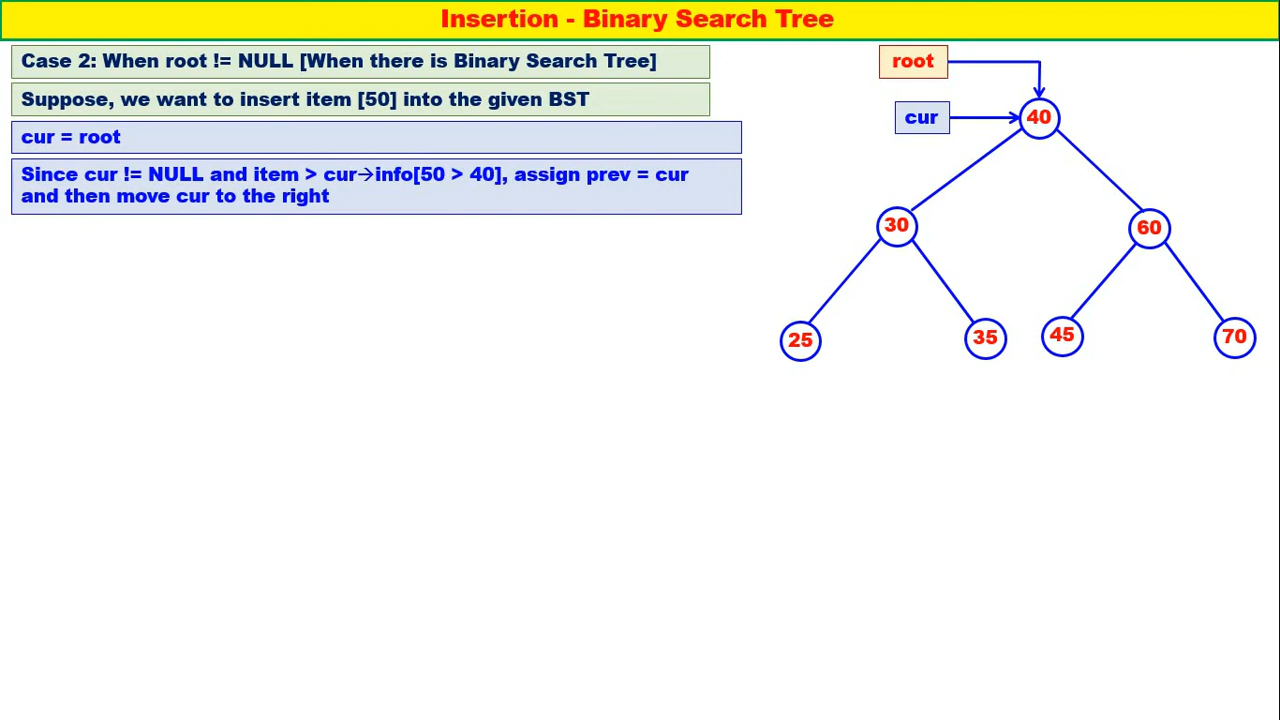 Insertion - Binary Search Tree
Case 2: When root != NULL [When there is Binary Search Tree]
Suppose, we want to insert item [50] into the given BST
cur = root
Since cur != NULL and item > cur→info[50 > 40], assign prev = cur
and then move cur to the right
root
cur
40
30
60
25
35
45
70